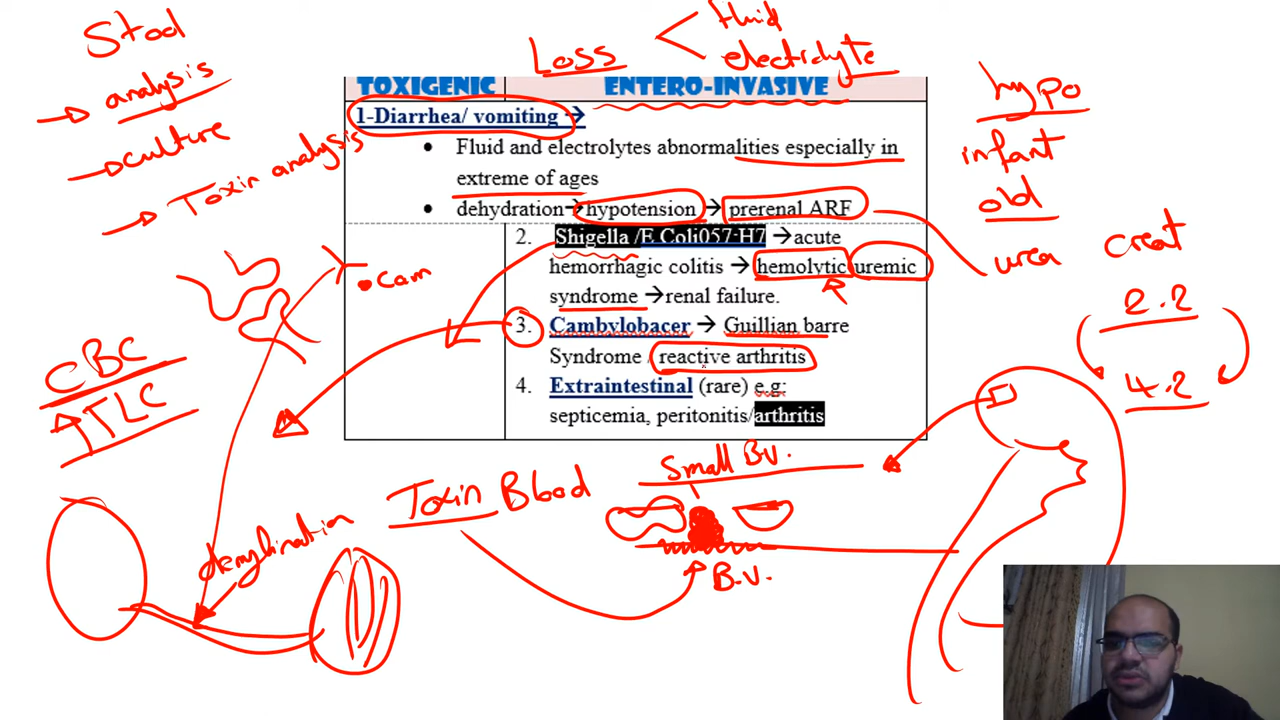 Stool
→ analysis
→ culture
→ Toxin analysis
Loss
fluid
electrolyte
hypo
infant
old
urea creat
2.2
4.2
TOXIGENIC ENTERO-INVASIVE
1-Diarrhea/ vomiting →
• Fluid and electrolytes abnormalities especially in
extreme of ages
• dehydration→hypotension → prerenal ARF
2. Shigella /E Coli057-H7 →acute
hemorrhagic colitis → hemolytic uremic
syndrome →renal failure.
3. Cambylobacer → Guillian barre
Syndrome / reactive arthritis
4. Extraintestinal (rare) e.g:
septicemia, peritonitis/arthritis
Cam
CBC
↑TLC
demylination
Toxin Blood
Small B.V.
B.V.